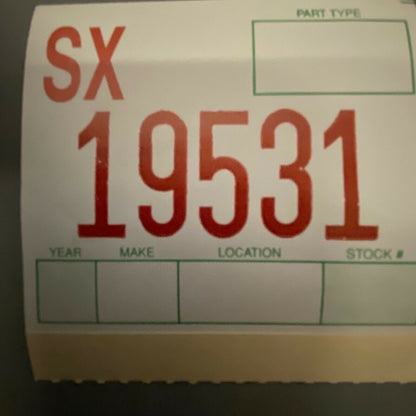 PART TYPE
SX
19531
YEAR MAKE LOCATION STOCK #